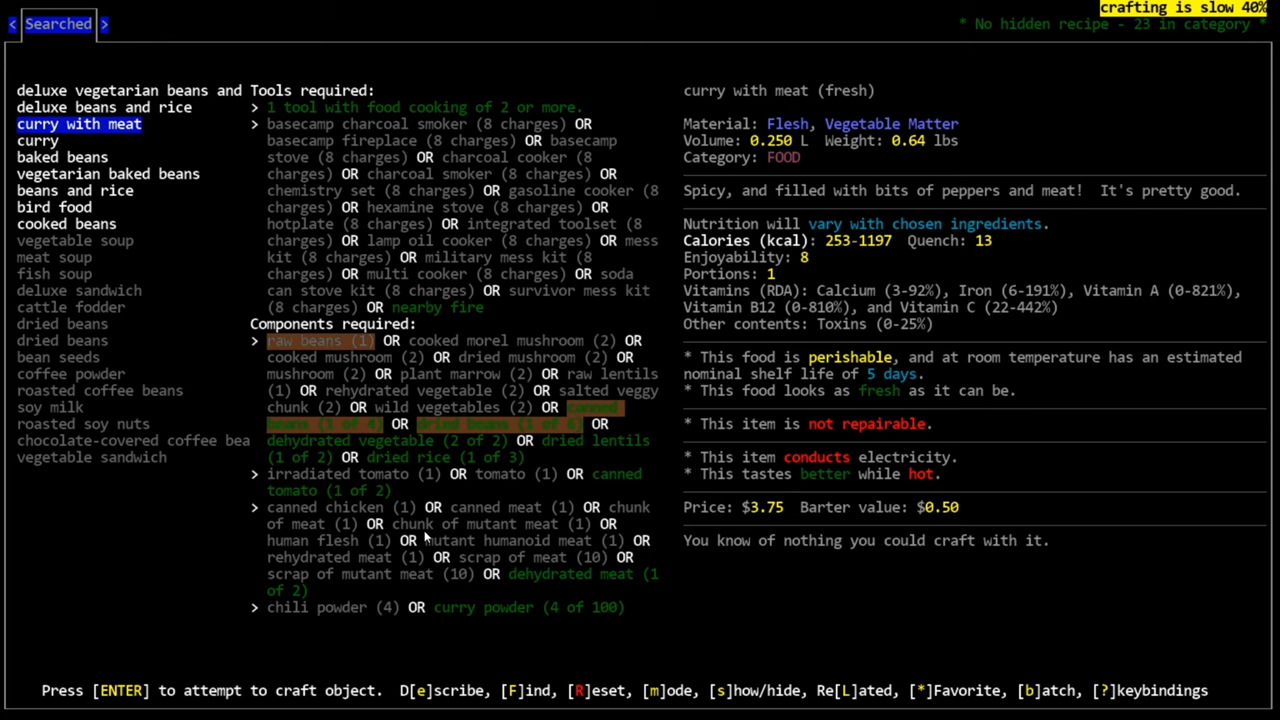 crafting is slow 40%
< Searched >
* No hidden recipe - 23 in category *
deluxe vegetarian beans and
deluxe beans and rice
curry with meat
curry
baked beans
vegetarian baked beans
beans and rice
bird food
cooked beans
vegetable soup
meat soup
fish soup
deluxe sandwich
cattle fodder
dried beans
dried beans
bean seeds
coffee powder
roasted coffee beans
soy milk
roasted soy nuts
chocolate-covered coffee bea
vegetable sandwich
Tools required:
> 1 tool with food cooking of 2 or more.
> basecamp charcoal smoker (8 charges) OR
basecamp fireplace (8 charges) OR basecamp
stove (8 charges) OR charcoal cooker (8
charges) OR charcoal smoker (8 charges) OR
chemistry set (8 charges) OR gasoline cooker (8
charges) OR hexamine stove (8 charges) OR
hotplate (8 charges) OR integrated toolset (8
charges) OR lamp oil cooker (8 charges) OR mess
kit (8 charges) OR military mess kit (8
charges) OR multi cooker (8 charges) OR soda
can stove kit (8 charges) OR survivor mess kit
(8 charges) OR nearby fire
Components required:
> raw beans (1) OR cooked morel mushroom (2) OR
cooked mushroom (2) OR dried mushroom (2) OR
mushroom (2) OR plant marrow (2) OR raw lentils
(1) OR rehydrated vegetable (2) OR salted veggy
chunk (2) OR wild vegetables (2) OR canned
beans (1 of 4) OR dried beans (1 of 6) OR
dehydrated vegetable (2 of 2) OR dried lentils
(1 of 2) OR dried rice (1 of 3)
> irradiated tomato (1) OR tomato (1) OR canned
tomato (1 of 2)
> canned chicken (1) OR canned meat (1) OR chunk
of meat (1) OR chunk of mutant meat (1) OR
human flesh (1) OR mutant humanoid meat (1) OR
rehydrated meat (1) OR scrap of meat (10) OR
scrap of mutant meat (10) OR dehydrated meat (1
of 2)
> chili powder (4) OR curry powder (4 of 100)
curry with meat (fresh)
Material: Flesh, Vegetable Matter
Volume: 0.250 L  Weight: 0.64 lbs
Category: FOOD
Spicy, and filled with bits of peppers and meat!  It's pretty good.
Nutrition will vary with chosen ingredients.
Calories (kcal): 253-1197  Quench: 13
Enjoyability: 8
Portions: 1
Vitamins (RDA): Calcium (3-92%), Iron (6-191%), Vitamin A (0-821%),
Vitamin B12 (0-810%), and Vitamin C (22-442%)
Other contents: Toxins (0-25%)
* This food is perishable, and at room temperature has an estimated
nominal shelf life of 5 days.
* This food looks as fresh as it can be.
* This item is not repairable.
* This item conducts electricity.
* This tastes better while hot.
Price: $3.75  Barter value: $0.50
You know of nothing you could craft with it.
Press [ENTER] to attempt to craft object.  D[e]scribe, [F]ind, [R]eset, [m]ode, [s]how/hide, Re[L]ated, [*]Favorite, [b]atch, [?]keybindings